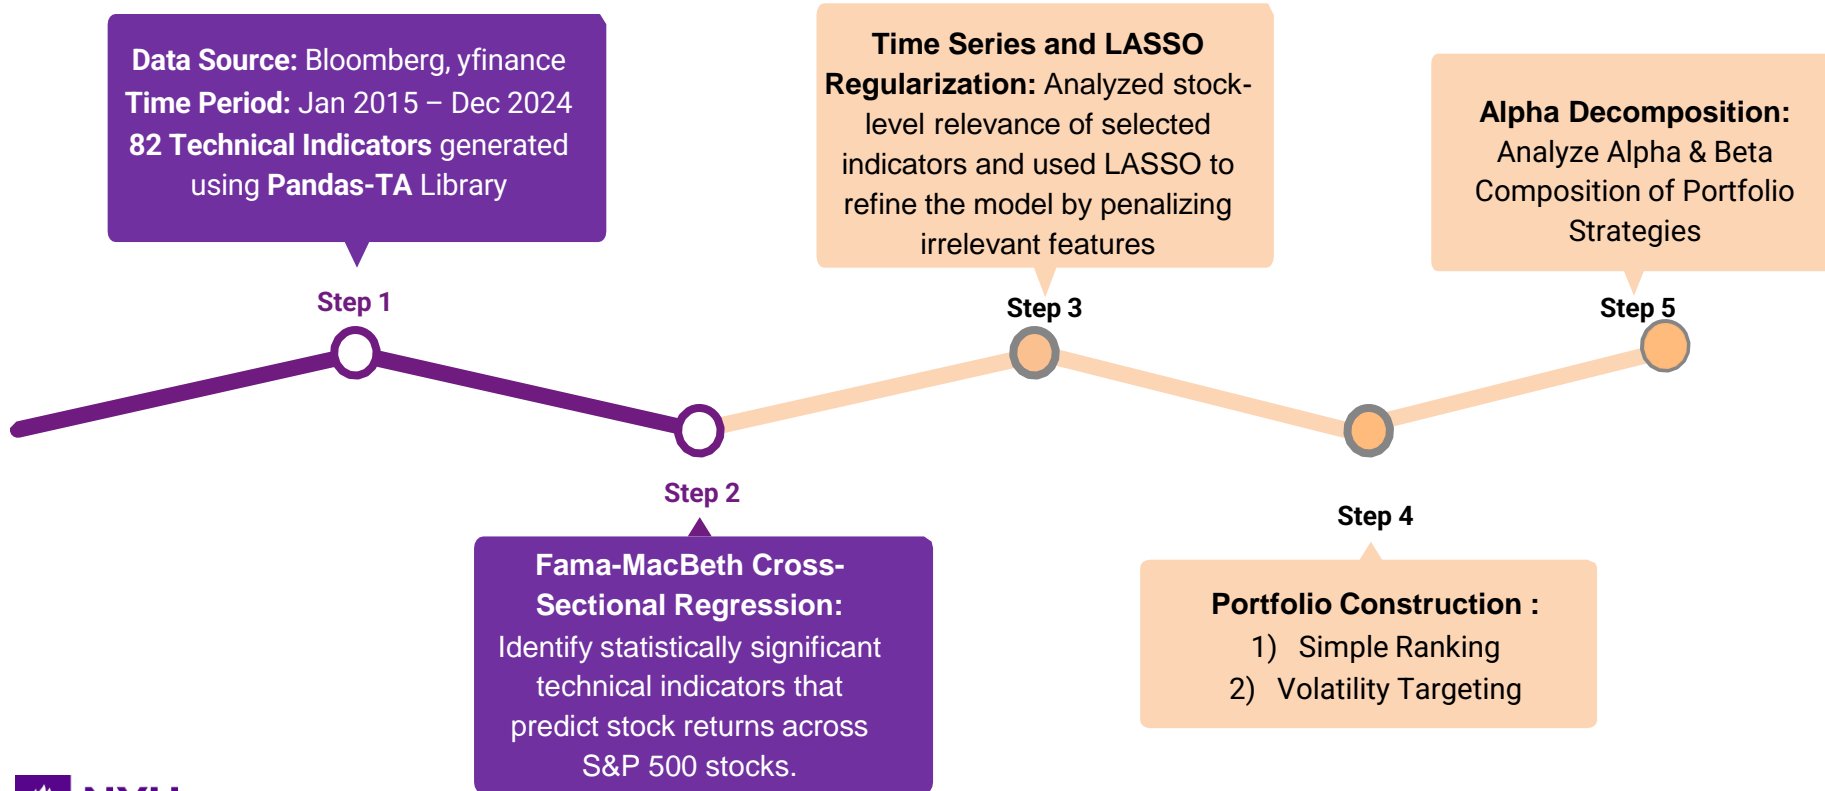 Data Source: Bloomberg, yfinance
Time Period: Jan 2015 – Dec 2024
82 Technical Indicators generated
using Pandas-TA Library
Step 1
Step 2
Fama-MacBeth Cross-
Sectional Regression:
Identify statistically significant
technical indicators that
predict stock returns across
S&P 500 stocks.
Time Series and LASSO
Regularization: Analyzed stock-
level relevance of selected
indicators and used LASSO to
refine the model by penalizing
irrelevant features
Step 3
Step 4
Portfolio Construction :
1) Simple Ranking
2) Volatility Targeting
Alpha Decomposition:
Analyze Alpha & Beta
Composition of Portfolio
Strategies
Step 5